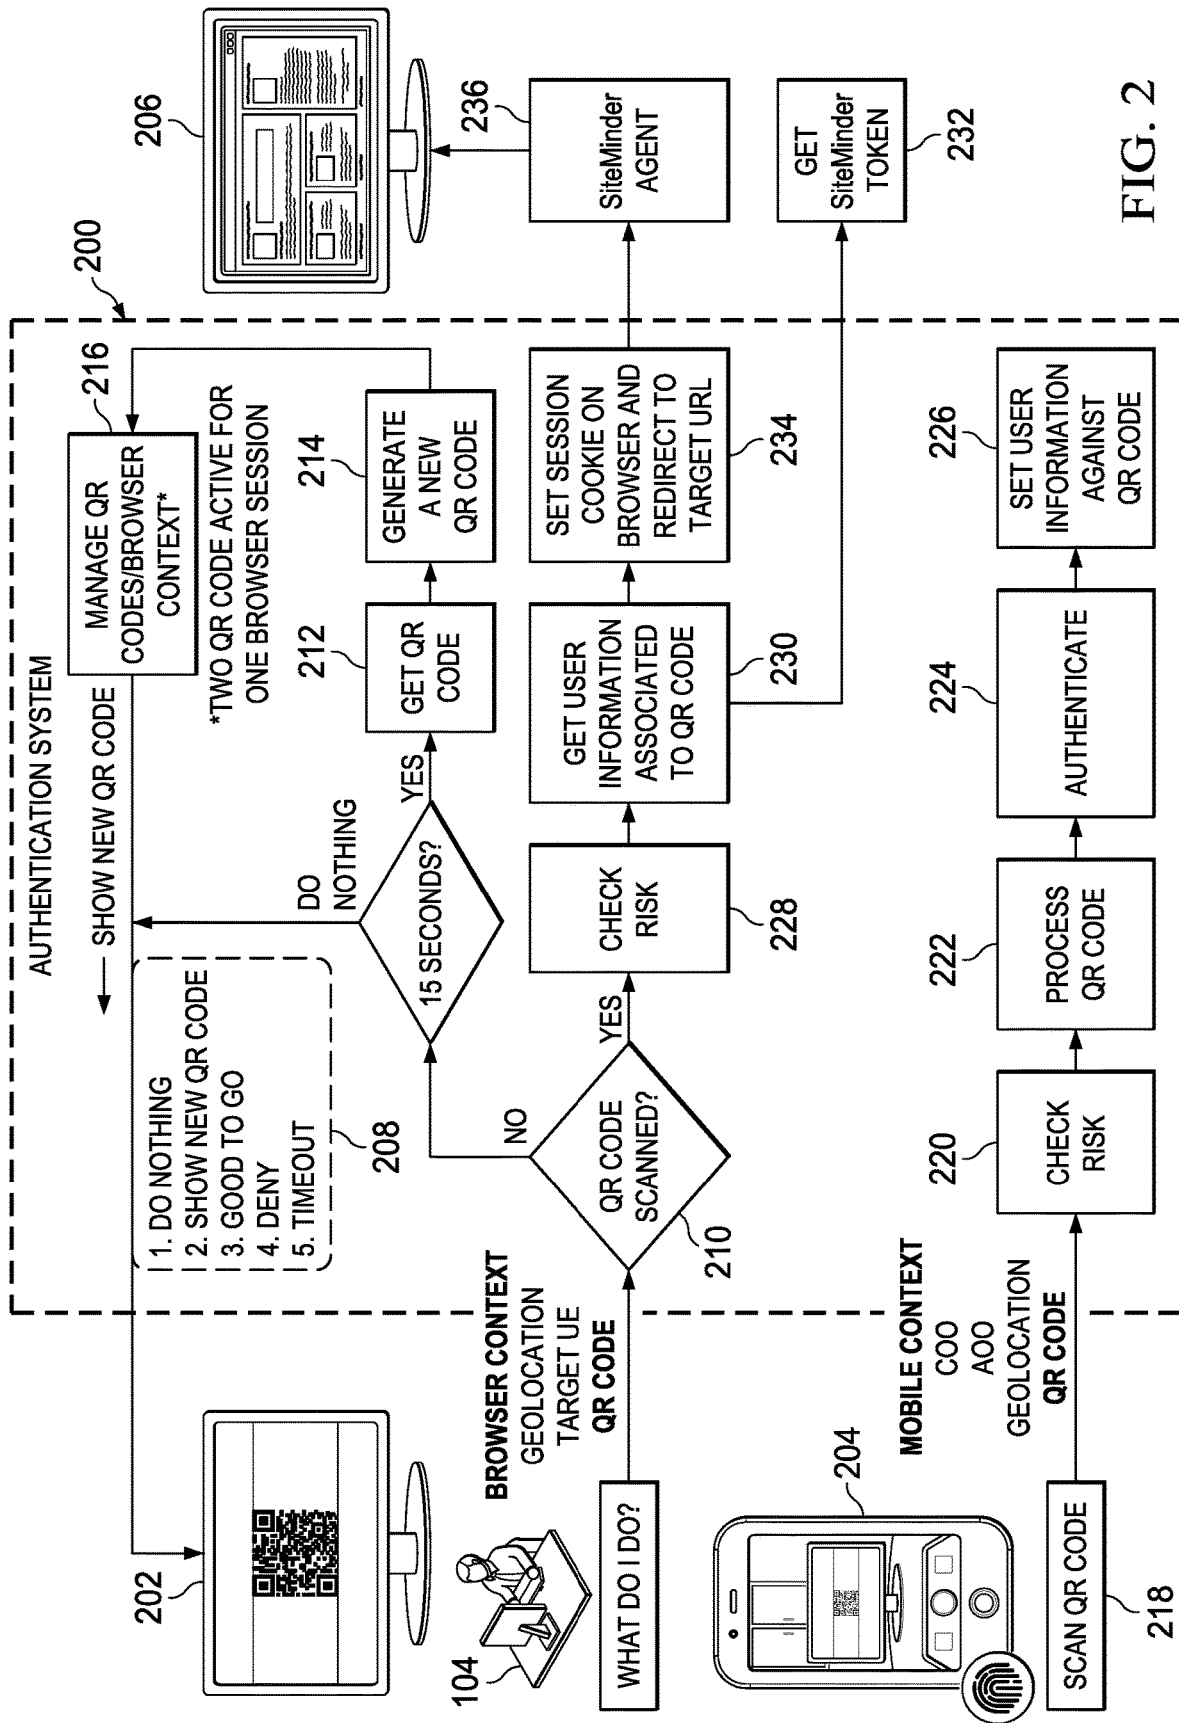 200
AUTHENTICATION SYSTEM
202
SHOW NEW QR CODE
MANAGE QR
CODES/BROWSER
CONTEXT*
216
206
*TWO QR CODE ACTIVE FOR
ONE BROWSER SESSION
1. DO NOTHING
2. SHOW NEW QR CODE
3. GOOD TO GO
4. DENY
5. TIMEOUT
208
DO
NOTHING
15 SECONDS?
YES
212
GET QR
CODE
214
GENERATE
A NEW
QR CODE
104
BROWSER CONTEXT
GEOLOCATION
TARGET UE
QR CODE
WHAT DO I DO?
NO
QR CODE
SCANNED?
210
YES
CHECK
RISK
228
GET USER
INFORMATION
ASSOCIATED
TO QR CODE
230
SET SESSION
COOKIE ON
BROWSER AND
REDIRECT TO
TARGET URL
234
236
SiteMinder
AGENT
GET
SiteMinder
TOKEN
232
204
MOBILE CONTEXT
COO
AOO
GEOLOCATION
QR CODE
SCAN QR CODE
218
220
CHECK
RISK
222
PROCESS
QR CODE
224
AUTHENTICATE
226
SET USER
INFORMATION
AGAINST
QR CODE
FIG. 2